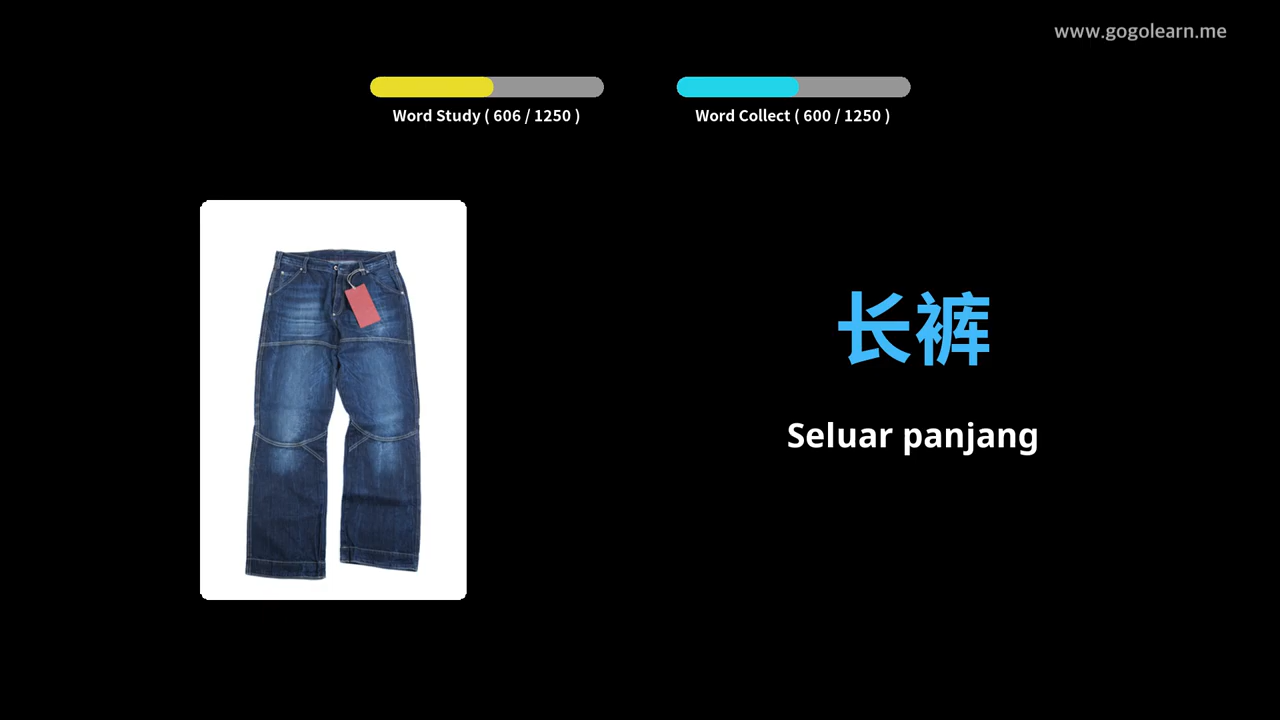 www.gogolearn.me
Word Study ( 606 / 1250 )
Word Collect ( 600 / 1250 )
长裤
Seluar panjang